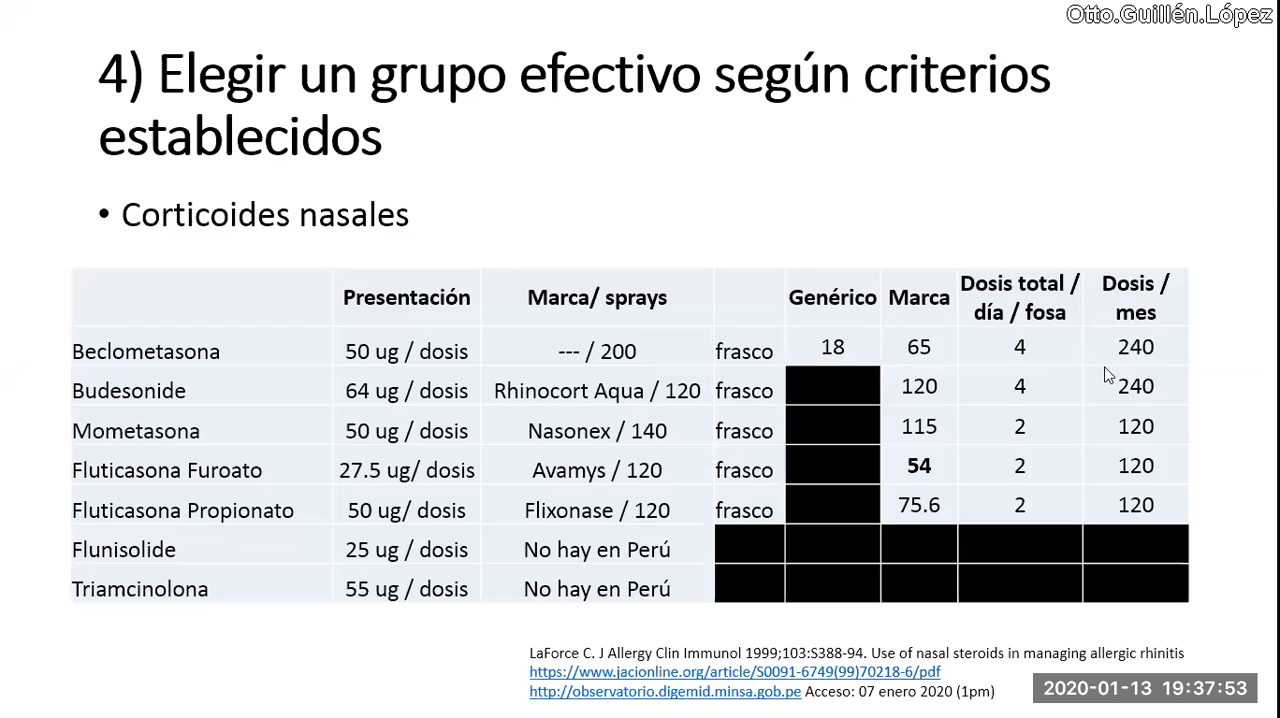 Otto.Guillén.López
4) Elegir un grupo efectivo según criterios
establecidos
• Corticoides nasales
Presentación Marca/ sprays Genérico Marca Dosis total / día / fosa Dosis / mes
Beclometasona 50 ug / dosis --- / 200 frasco 18 65 4 240
Budesonide 64 ug / dosis Rhinocort Aqua / 120 frasco 120 4 240
Mometasona 50 ug / dosis Nasonex / 140 frasco 115 2 120
Fluticasona Furoato 27.5 ug/ dosis Avamys / 120 frasco 54 2 120
Fluticasona Propionato 50 ug/ dosis Flixonase / 120 frasco 75.6 2 120
Flunisolide 25 ug / dosis No hay en Perú
Triamcinolona 55 ug / dosis No hay en Perú
LaForce C. J Allergy Clin Immunol 1999;103:S388-94. Use of nasal steroids in managing allergic rhinitis
https://www.jacionline.org/article/S0091-6749(99)70218-6/pdf
http://observatorio.digemid.minsa.gob.pe Acceso: 07 enero 2020 (1pm)
2020-01-13 19:37:53